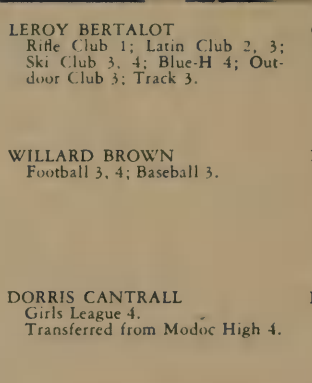 LEROY BERTALOT
Rifle Club 1; Latin Club 2, 3;
Ski Club 3, 4; Blue-H 4; Out-
door Club 3; Track 3.
WILLARD BROWN
Football 3, 4; Baseball 3.
DORRIS CANTRALL
Girls League 4.
Transferred from Modoc High 4.